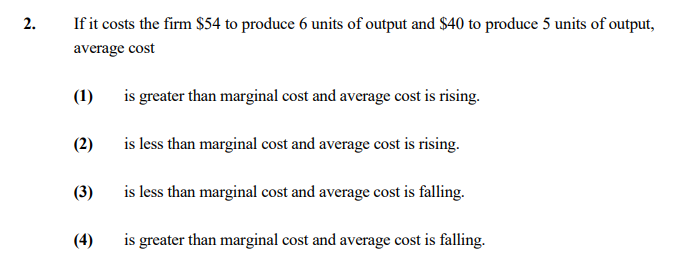 2. If it costs the firm $54 to produce 6 units of output and $40 to produce 5 units of output,
average cost
(1) is greater than marginal cost and average cost is rising.
(2) is less than marginal cost and average cost is rising.
(3) is less than marginal cost and average cost is falling.
(4) is greater than marginal cost and average cost is falling.